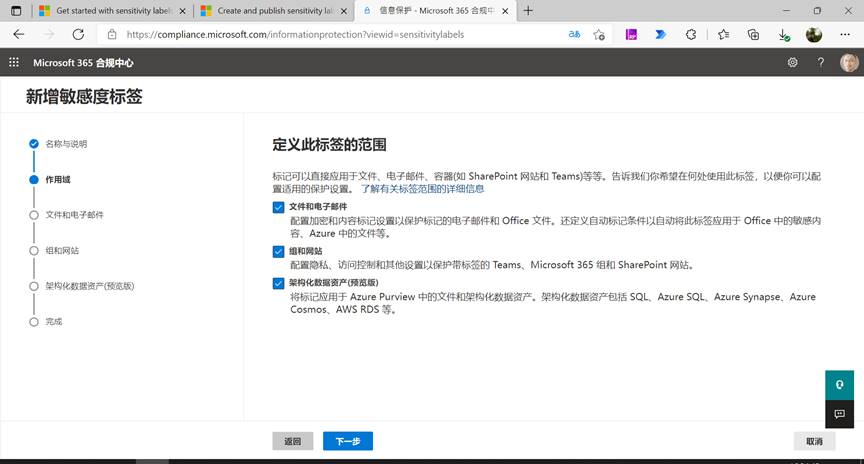 Get started with sensitivity labels
Create and publish sensitivity la
信息保护 - Microsoft 365 合规中
https://compliance.microsoft.com/informationprotection?viewid=sensitivitylabels
Microsoft 365 合规中心
新增敏感度标签
名称与说明
作用域
文件和电子邮件
组和网站
架构化数据资产(预览版)
完成
定义此标签的范围
标记可以直接应用于文件、电子邮件、容器(如 SharePoint 网站和 Teams)等等。告诉我们你希望在何处使用此标签，以便你可以配
置适用的保护设置。 了解有关标签范围的详细信息
文件和电子邮件
配置加密和内容标记设置以保护标记的电子邮件和 Office 文件。还定义自动标记条件以自动将此标签应用于 Office 中的敏感内
容、Azure 中的文件等。
组和网站
配置隐私、访问控制和其他设置以保护带标签的 Teams、Microsoft 365 组和 SharePoint 网站。
架构化数据资产(预览版)
将标记应用于 Azure Purview 中的文件和架构化数据资产。架构化数据资产包括 SQL、Azure SQL、Azure Synapse、Azure
Cosmos、AWS RDS 等。
返回
下一步
取消